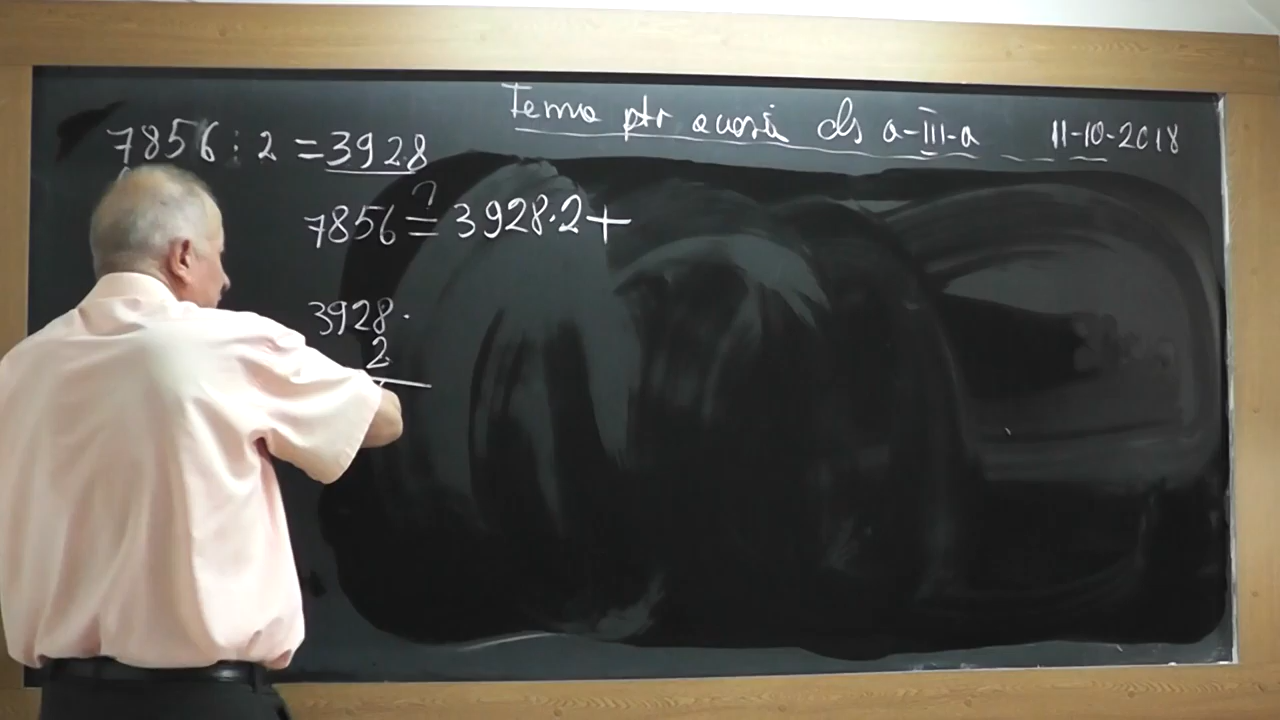 Tema ptr acasă cls a-III-a 11-10-2018
7856 : 2 = 3928
7856 ?= 3928·2+
3928·
2